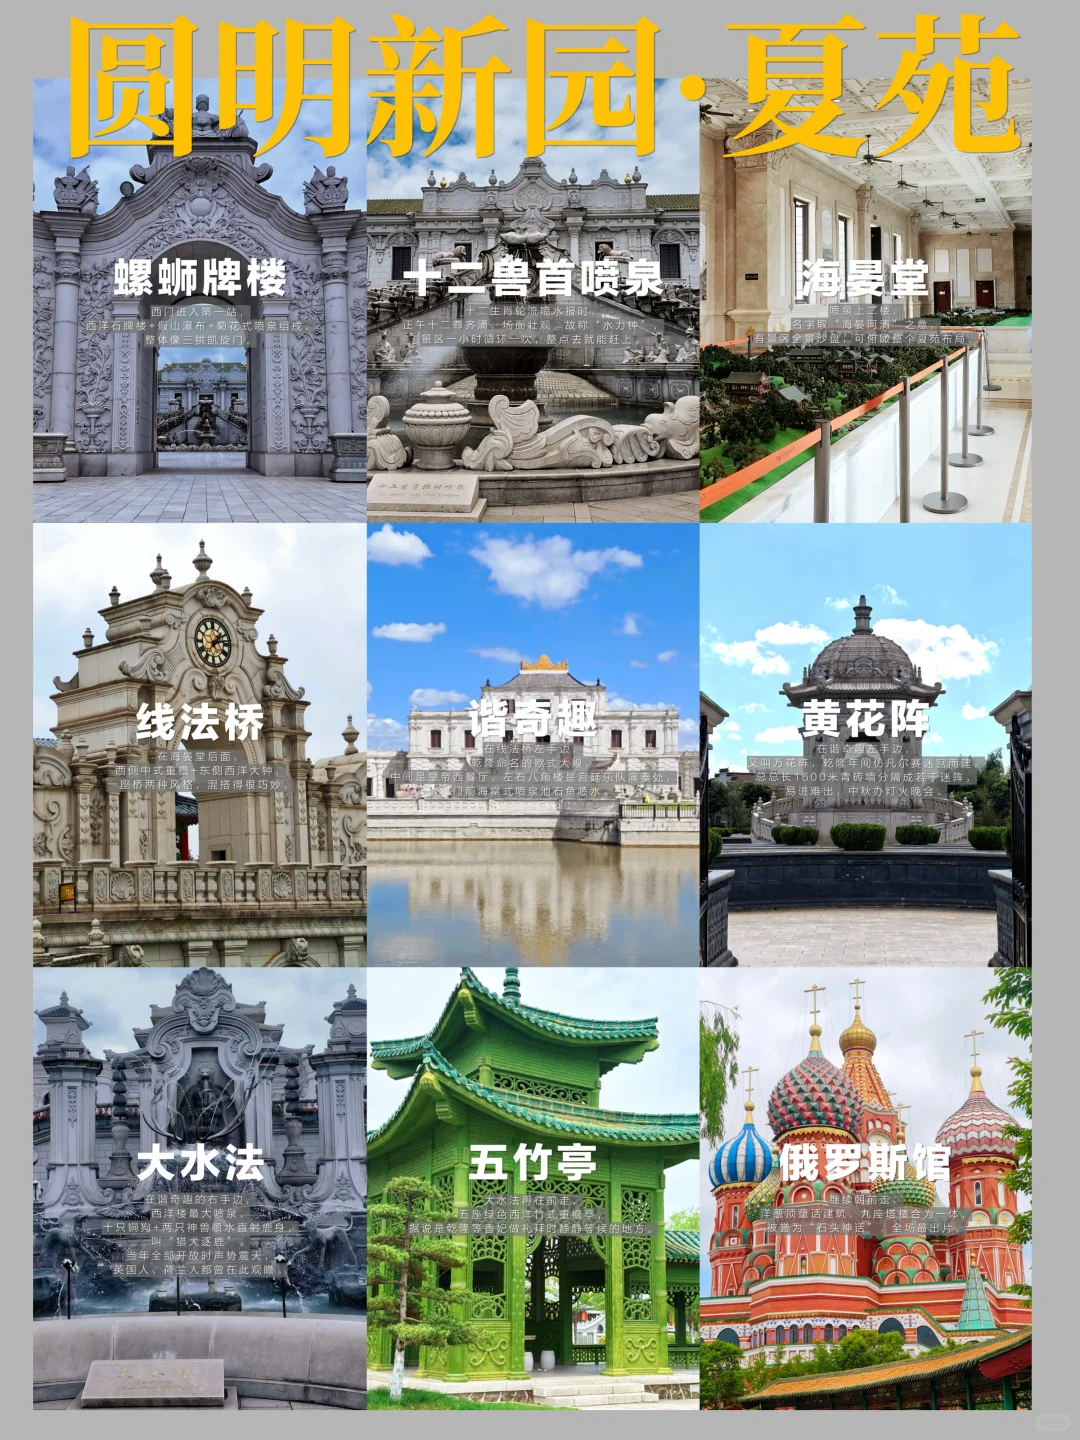 圆明新园·夏苑
螺蛳牌楼
西门进入第一站，
西洋石牌楼+假山瀑布+菊花式喷泉组成，
整体像三拱凯旋门。
十二兽首喷泉
十二生肖轮流喷水报时，
正午十二尊齐涌，场面壮观，故称“水力钟”
景区一小时循环一次，整点去就能赶上。
海晏堂
喷泉上二楼，
名字取“海晏河清”之意，
有景区全景沙盘，可俯瞰整个夏苑布局。
线法桥
在海晏堂后面，
西侧中式重檐+东侧西洋大钟，
一座桥两种风格，混搭得很巧妙。
谐奇趣
在线法桥左手边，
乾隆命名的欧式大殿，
中间是皇帝西餐厅，左右八角楼是宫廷乐队演奏处，
门前海棠式喷泉池石鱼喷水。
黄花阵
在谐奇趣左手边，
又叫万花阵，乾隆年间仿凡尔赛迷宫而建，
总总长1600米青砖墙分隔成若干迷阵，
易进难出，中秋办灯火晚会。
大水法
在谐奇趣的右手边，
西洋楼最大喷泉，
十只铜狗+两只神兽喷水直射鹿身，
叫“猎犬逐鹿”。
当年全部开放时声势震天，
英国人、荷兰人都曾在此观瞻。
五竹亭
大水法再往前走，
五座绿色西洋竹式重檐亭，
据说是乾隆等香妃做礼拜时静静等候的地方。
俄罗斯馆
继续朝前走，
洋葱顶童话建筑、九座塔楼合为一体，
被誉为“石头神话”，全场最出片。
十二生肖报时喷泉